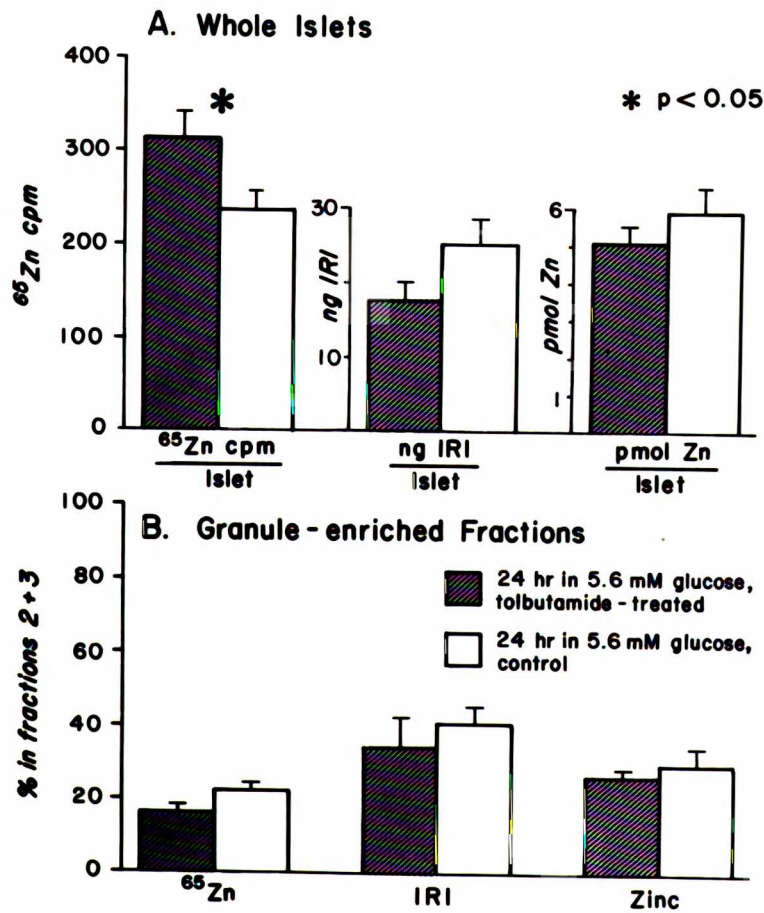 A. Whole Islets
400
300
200
100
0
⁶⁵Zn cpm
* 
* p < 0.05
30
10
ng IRI
6
1
pmol Zn
⁶⁵Zn cpm
Islet
ng IRI
Islet
pmol Zn
Islet
B. Granule-enriched Fractions
100
80
60
40
20
0
% in fractions 2+3
24 hr in 5.6 mM glucose,
tolbutamide-treated
24 hr in 5.6 mM glucose,
control
⁶⁵Zn
IRI
Zinc